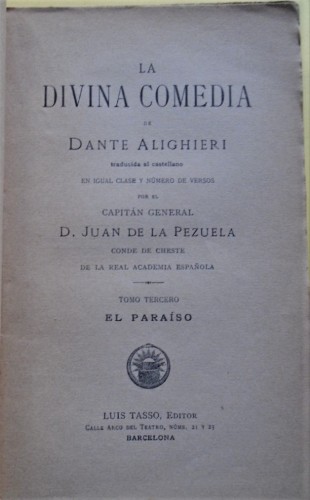 LA
DIVINA COMEDIA
DE
DANTE ALIGHIERI
traducida al castellano
EN IGUAL CLASE Y NÚMERO DE VERSOS
POR EL
CAPITÁN GENERAL
D. JUAN DE LA PEZUELA
CONDE DE CHESTE
DE LA REAL ACADEMIA ESPAÑOLA
TOMO TERCERO
EL PARAÍSO
LUIS TASSO, EDITOR
CALLE ARCO DEL TEATRO, NÚMS. 21 Y 23
BARCELONA